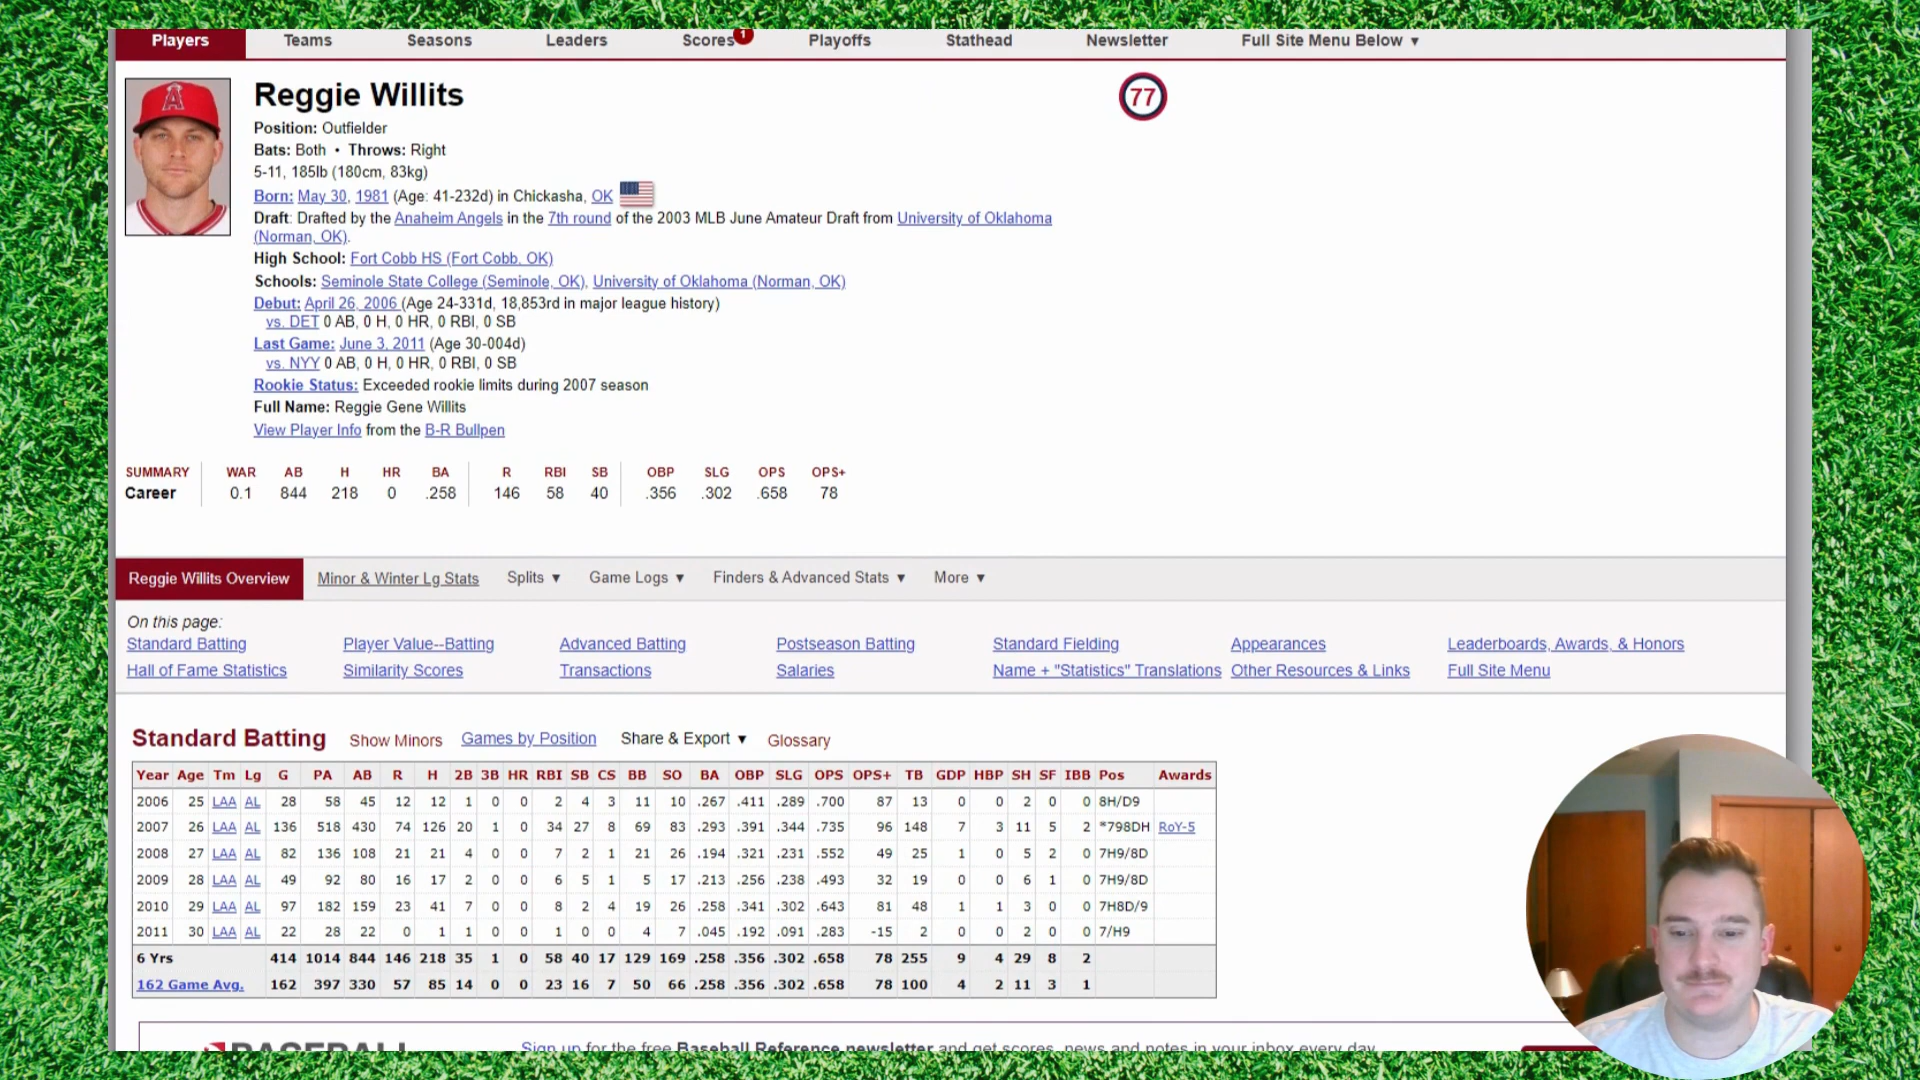 Players Teams Seasons Leaders Scores 1 Playoffs Stathead Newsletter Full Site Menu Below ▼
Reggie Willits
77
Position: Outfielder
Bats: Both • Throws: Right
5-11, 185lb (180cm, 83kg)
Born: May 30, 1981 (Age: 41-232d) in Chickasha, OK
Draft: Drafted by the Anaheim Angels in the 7th round of the 2003 MLB June Amateur Draft from University of Oklahoma
(Norman, OK).
High School: Fort Cobb HS (Fort Cobb, OK)
Schools: Seminole State College (Seminole, OK), University of Oklahoma (Norman, OK)
Debut: April 26, 2006 (Age 24-331d, 18,853rd in major league history)
vs. DET 0 AB, 0 H, 0 HR, 0 RBI, 0 SB
Last Game: June 3, 2011 (Age 30-004d)
vs. NYY 0 AB, 0 H, 0 HR, 0 RBI, 0 SB
Rookie Status: Exceeded rookie limits during 2007 season
Full Name: Reggie Gene Willits
View Player Info from the B-R Bullpen
SUMMARY WAR AB H HR BA R RBI SB OBP SLG OPS OPS+
Career 0.1 844 218 0 .258 146 58 40 .356 .302 .658 78
Reggie Willits Overview Minor & Winter Lg Stats Splits ▼ Game Logs ▼ Finders & Advanced Stats ▼ More ▼
On this page:
Standard Batting Player Value--Batting Advanced Batting Postseason Batting Standard Fielding Appearances Leaderboards, Awards, & Honors
Hall of Fame Statistics Similarity Scores Transactions Salaries Name + "Statistics" Translations Other Resources & Links Full Site Menu
Standard Batting Show Minors Games by Position Share & Export ▼ Glossary
Year Age Tm Lg G PA AB R H 2B 3B HR RBI SB CS BB SO BA OBP SLG OPS OPS+ TB GDP HBP SH SF IBB Pos Awards
2006 25 LAA AL 28 58 45 12 12 1 0 0 2 4 3 11 10 .267 .411 .289 .700 87 13 0 0 2 0 0 8H/D9
2007 26 LAA AL 136 518 430 74 126 20 1 0 34 27 8 69 83 .293 .391 .344 .735 96 148 7 3 11 5 2 *798DH RoY-5
2008 27 LAA AL 82 136 108 21 21 4 0 0 7 2 1 21 26 .194 .321 .231 .552 49 25 1 0 5 2 0 7H9/8D
2009 28 LAA AL 49 92 80 16 17 2 0 0 6 5 1 5 17 .213 .256 .238 .493 32 19 0 0 6 1 0 7H9/8D
2010 29 LAA AL 97 182 159 23 41 7 0 0 8 2 4 19 26 .258 .341 .302 .643 81 48 1 1 3 0 0 7H8D/9
2011 30 LAA AL 22 28 22 0 1 1 0 0 1 0 0 4 7 .045 .192 .091 .283 -15 2 0 0 2 0 0 7/H9
6 Yrs 414 1014 844 146 218 35 1 0 58 40 17 129 169 .258 .356 .302 .658 78 255 9 4 29 8 2
162 Game Avg. 162 397 330 57 85 14 0 0 23 16 7 50 66 .258 .356 .302 .658 78 100 4 2 11 3 1
BASEBALL Sign up for the free Baseball Reference newsletter and get scores, news and notes in your inbox every day.